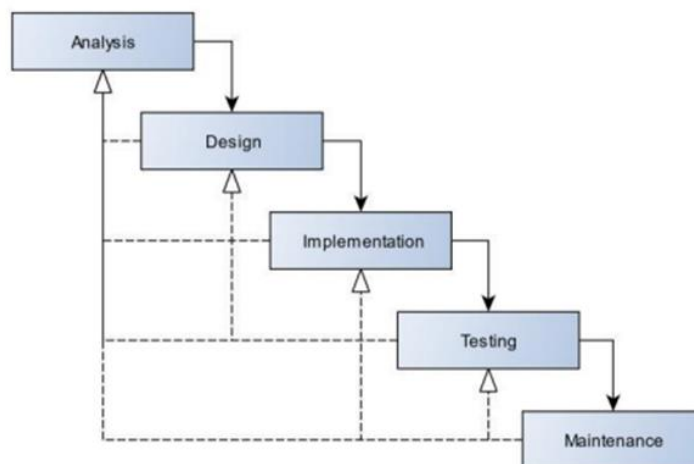 Analysis
Design
Implementation
Testing
Maintenance